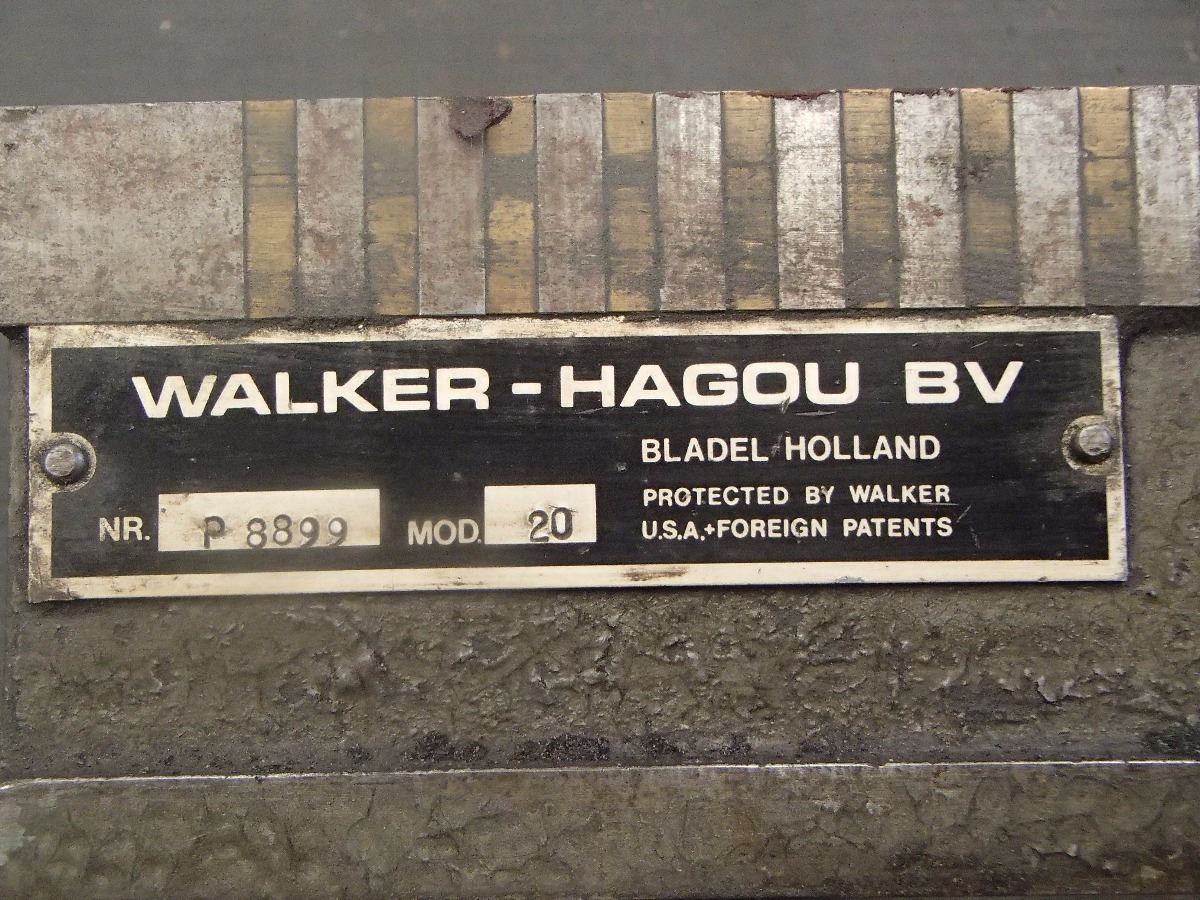 WALKER - HAGOU BV
BLADEL HOLLAND
NR. P 8899 MOD. 20
PROTECTED BY WALKER
U.S.A.+FOREIGN PATENTS